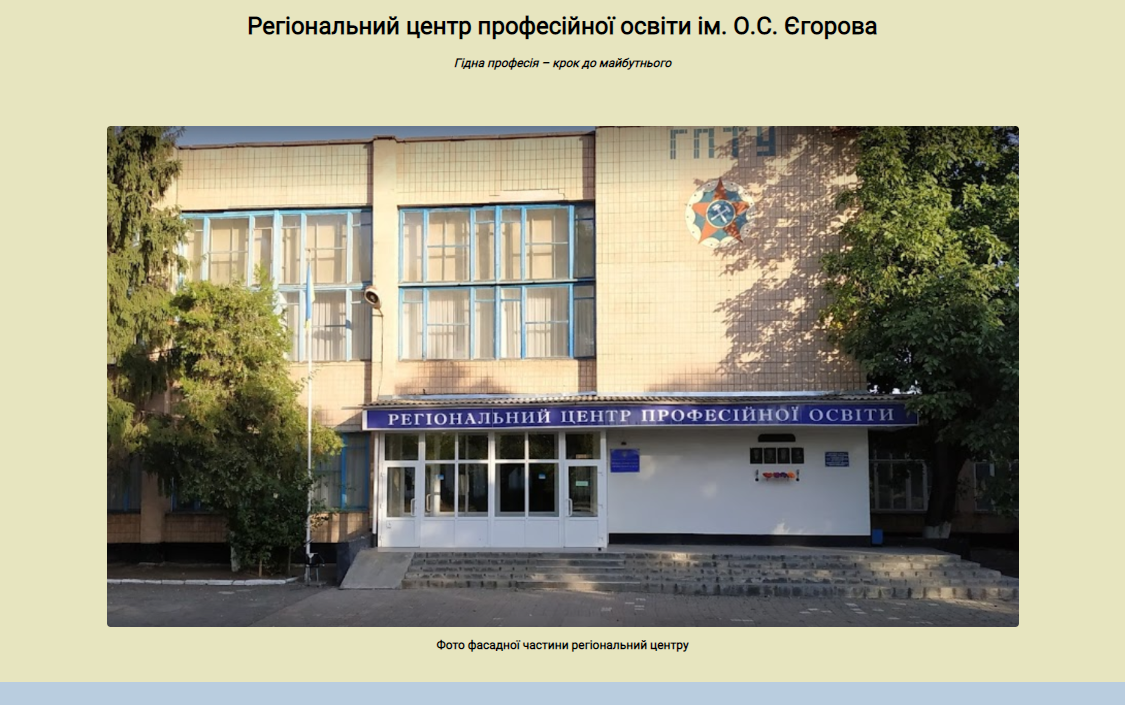 Регіональний центр професійної освіти ім. О.С. Єгорова
Гідна професія – крок до майбутнього
ГПТУ
РЕГІОНАЛЬНИЙ ЦЕНТР ПРОФЕСІЙНОЇ ОСВІТИ
Фото фасадної частини регіональний центру